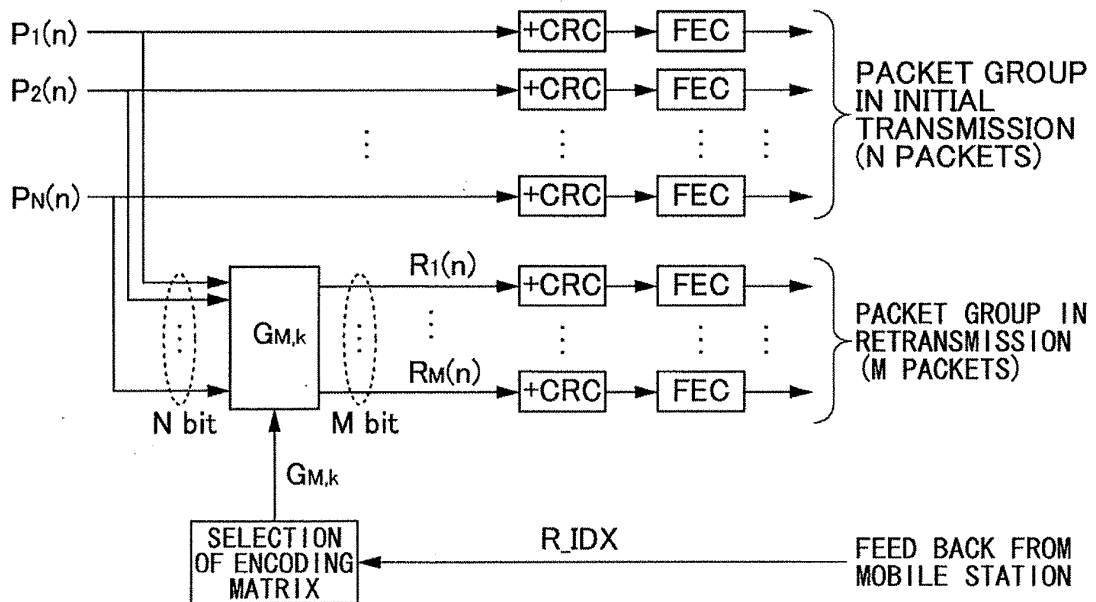 P1(n) +CRC FEC
P2(n) +CRC FEC
PN(n) +CRC FEC
PACKET GROUP
IN INITIAL
TRANSMISSION
(N PACKETS)
R1(n) +CRC FEC
GM,k
RM(n) +CRC FEC
N bit M bit
PACKET GROUP IN
RETRANSMISSION
(M PACKETS)
GM,k
SELECTION
OF ENCODING
MATRIX
R_IDX
FEED BACK FROM
MOBILE STATION